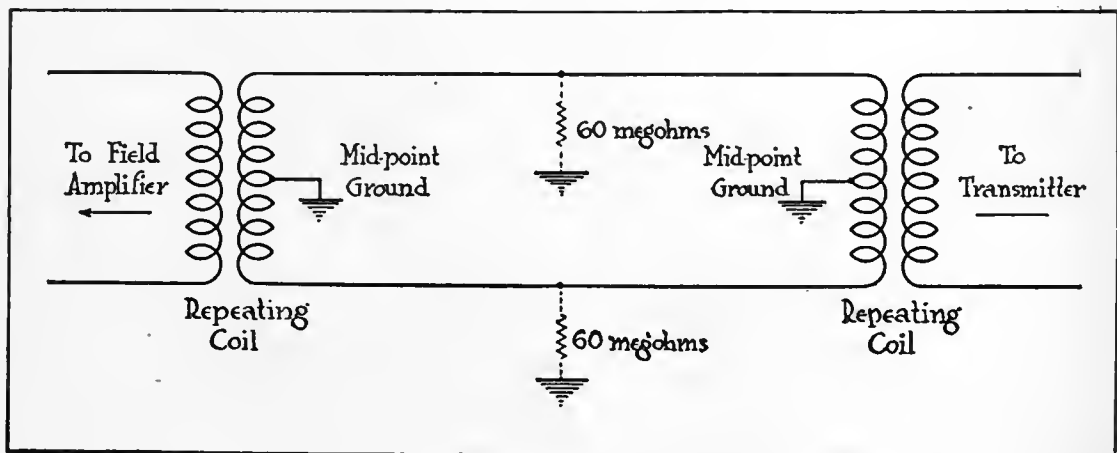 To Field
Amplifier
Mid-point
Ground
60 megohms
Mid-point
Ground
To
Transmitter
Repeating
Coil
60 megohms
Repeating
Coil